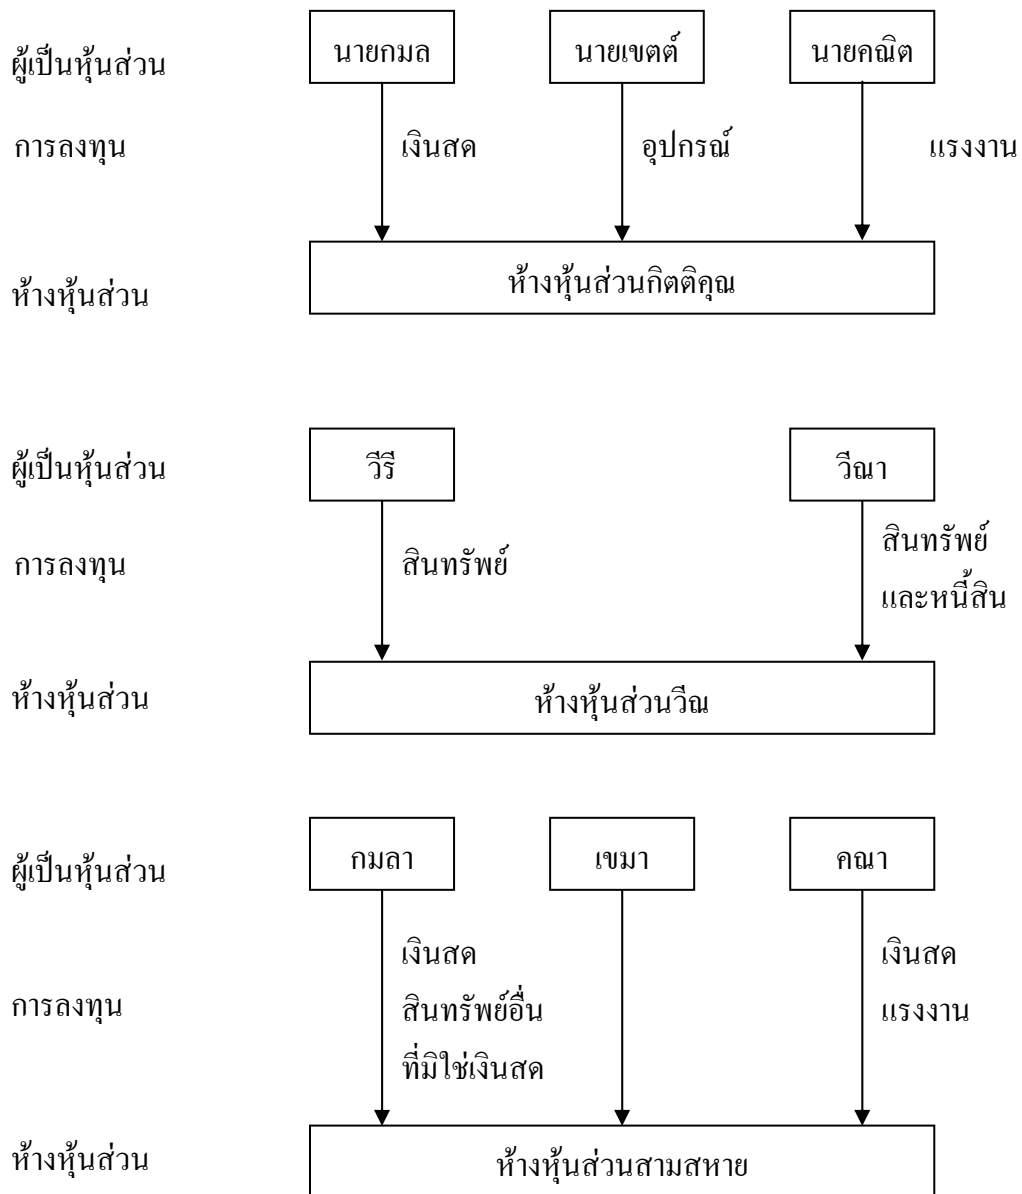 ผู้เป็นหุ้นส่วน นายกมล นายเขตต์ นายคณิต
การลงทุน เงินสด อุปกรณ์ แรงงาน
ห้างหุ้นส่วน ห้างหุ้นส่วนกิตติคุณ
ผู้เป็นหุ้นส่วน วีรี วีณา
การลงทุน สินทรัพย์ สินทรัพย์
และหนี้สิน
ห้างหุ้นส่วน ห้างหุ้นส่วนวีณ
ผู้เป็นหุ้นส่วน กมลา เขมา คณา
เงินสด เงินสด
การลงทุน สินทรัพย์อื่น แรงงาน
ที่มิใช่เงินสด
ห้างหุ้นส่วน ห้างหุ้นส่วนสามสหาย